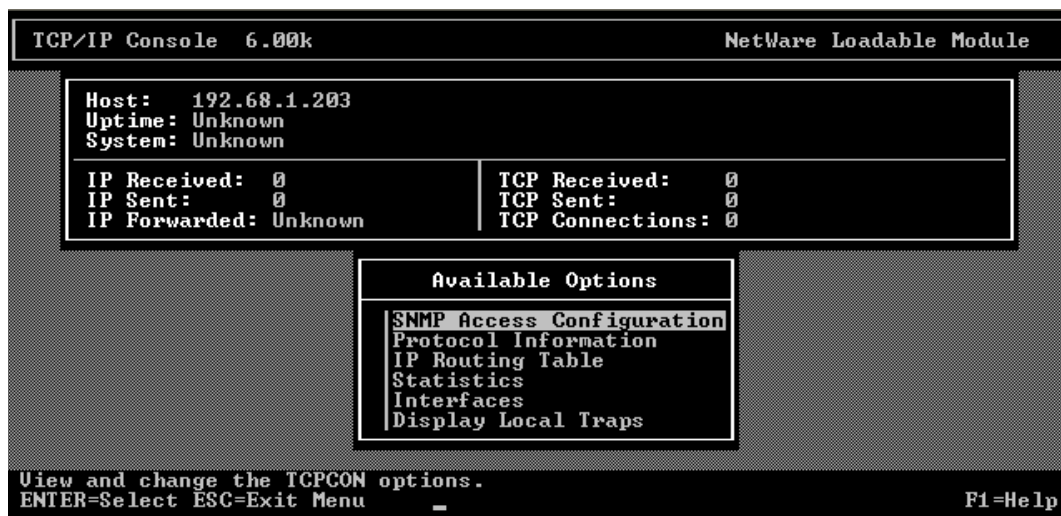 TCP/IP Console 6.00k NetWare Loadable Module
Host: 192.68.1.203
Uptime: Unknown
System: Unknown
IP Received: 0
IP Sent: 0
IP Forwarded: Unknown
TCP Received: 0
TCP Sent: 0
TCP Connections: 0
Available Options
SNMP Access Configuration
Protocol Information
IP Routing Table
Statistics
Interfaces
Display Local Traps
View and change the TCPCON options.
ENTER=Select ESC=Exit Menu F1=Help